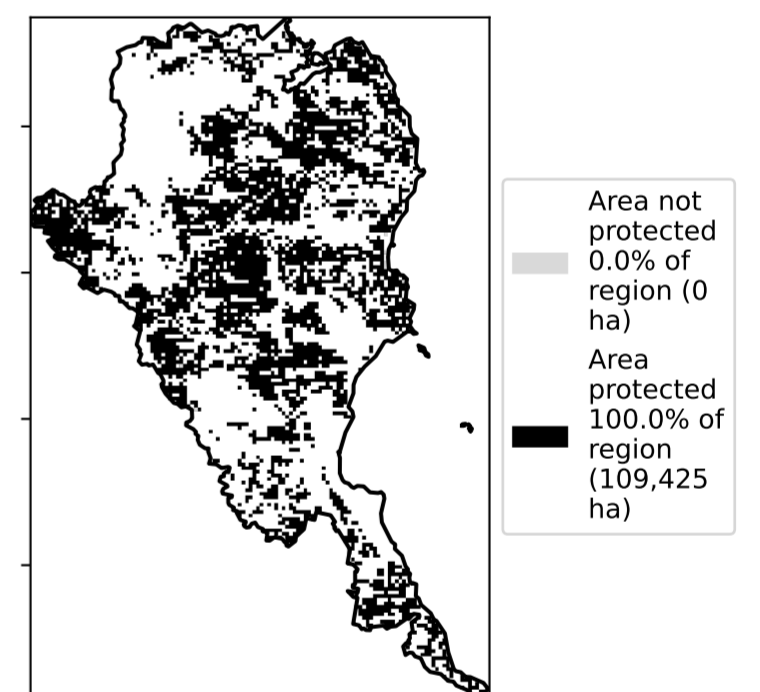 Area not
protected
0.0% of
region (0
ha)
Area
protected
100.0% of
region
(109,425
ha)